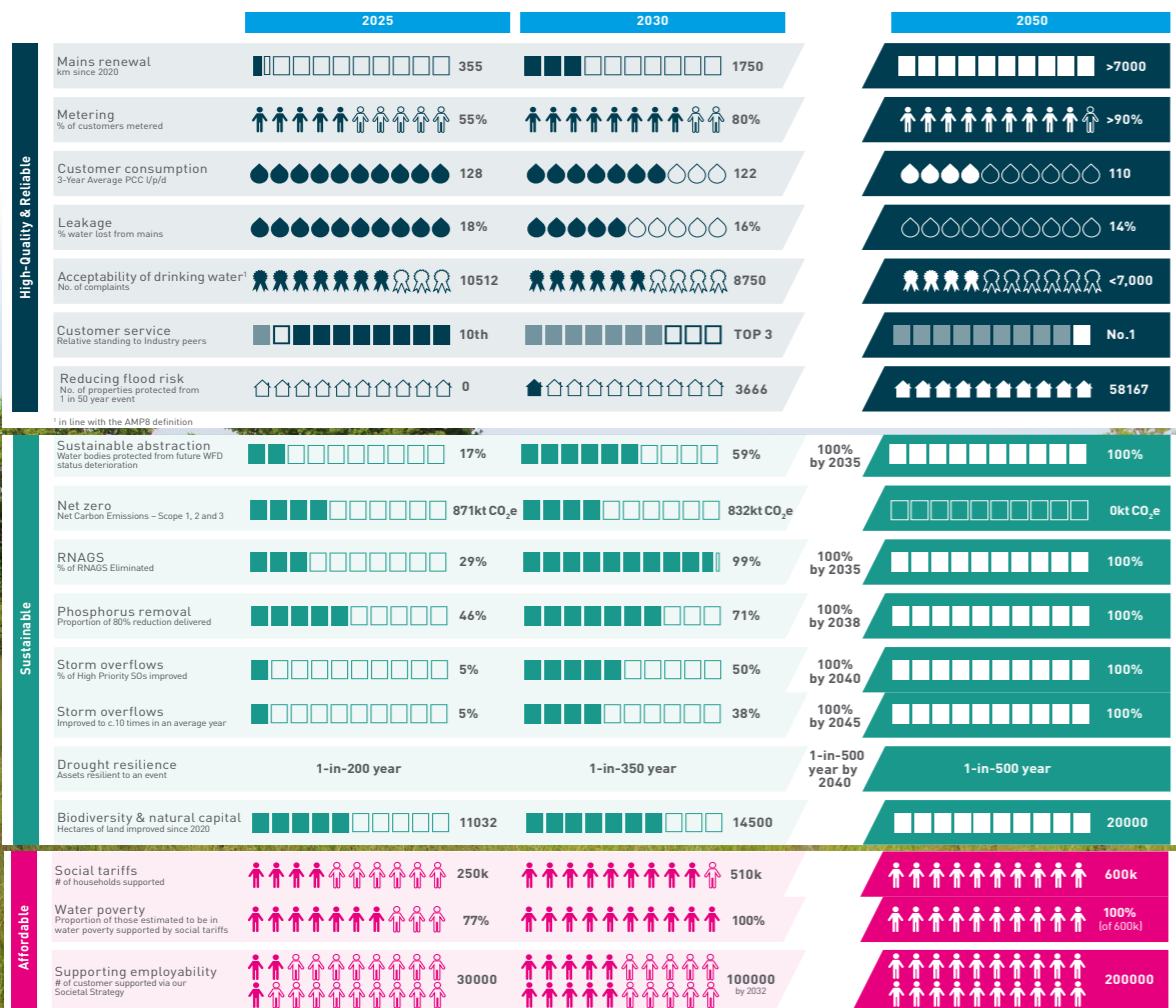 2025 2030 2050
High-Quality & Reliable
Mains renewal
km since 2020
355 1750 >7000
Metering
% of customers metered
55% 80% >90%
Customer consumption
3-Year Average PCC l/p/d
128 122 110
Leakage
% water lost from mains
18% 16% 14%
Acceptability of drinking water¹
No. of complaints
10512 8750 <7,000
Customer service
Relative standing to Industry peers
10th TOP 3 No.1
Reducing flood risk
No. of properties protected from
1 in 50 year event
0 3666 58167
¹ in line with the AMP8 definition
Sustainable
Sustainable abstraction
Water bodies protected from future WFD
status deterioration
17% 59% 100%
by 2035
100%
Net zero
Net Carbon Emissions – Scope 1, 2 and 3
871kt CO₂e 832kt CO₂e 0kt CO₂e
RNAGS
% of RNAGS Eliminated
29% 99% 100%
by 2035
100%
Phosphorus removal
Proportion of 80% reduction delivered
46% 71% 100%
by 2038
100%
Storm overflows
% of High Priority SOs improved
5% 50% 100%
by 2040
100%
Storm overflows
Improved to c.10 times in an average year
5% 38% 100%
by 2045
100%
Drought resilience
Assets resilient to an event
1-in-200 year 1-in-350 year 1-in-500
year by
2040
1-in-500 year
Biodiversity & natural capital
Hectares of land improved since 2020
11032 14500 20000
Affordable
Social tariffs
# of households supported
250k 510k 600k
Water poverty
Proportion of those estimated to be in
water poverty supported by social tariffs
77% 100% 100%
(of 600k)
Supporting employability
# of customer supported via our
Societal Strategy
30000 100000
by 2032
200000